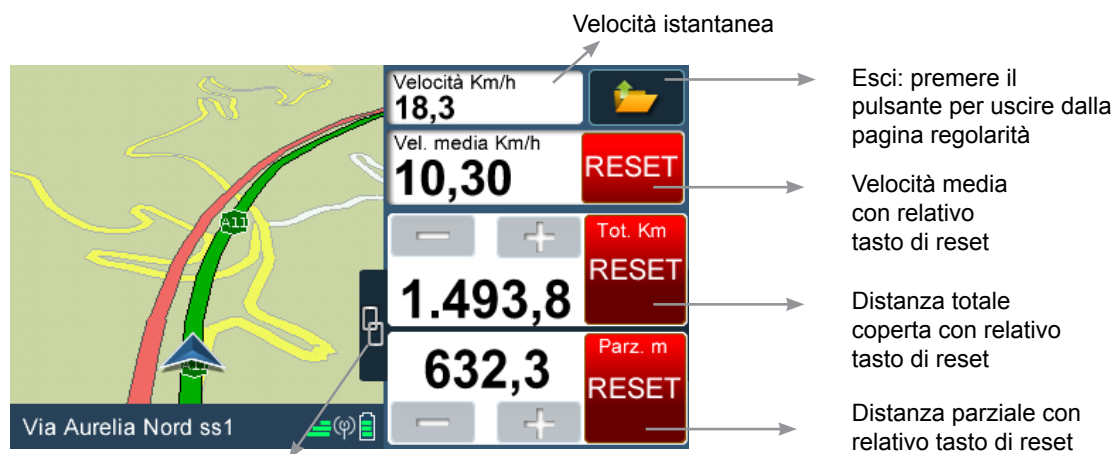 Velocità istantanea
Velocità Km/h
18,3
Esci: premere il
pulsante per uscire dalla
pagina regolarità
Vel. media Km/h
10,30
RESET
Velocità media
con relativo
tasto di reset
A11
Tot. Km
RESET
1.493,8
Distanza totale
coperta con relativo
tasto di reset
632,3
Parz. m
RESET
Distanza parziale con
relativo tasto di reset
Via Aurelia Nord ss1